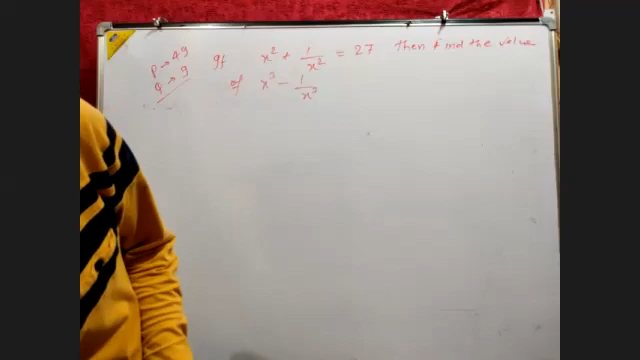 P → 49
Q → 9
If x² + 1/x² = 27 then find the value
of x³ - 1/x³